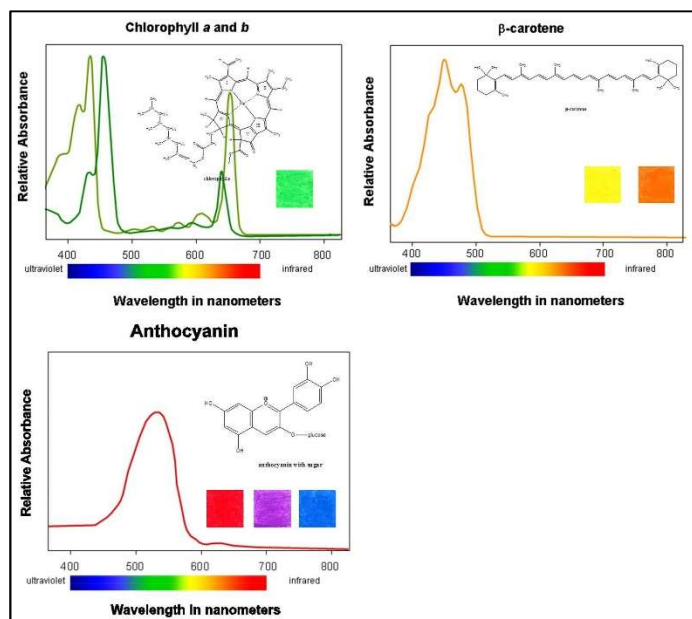 Chlorophyll a and b
Relative Absorbance
chlorophyll a
400 500 600 700 800
ultraviolet infrared
Wavelength in nanometers
β-carotene
Relative Absorbance
β-carotene
400 500 600 700 800
ultraviolet infrared
Wavelength in nanometers
Anthocyanin
Relative Absorbance
OH
OH
HO
O
O glucose
OH
anthocyanin with sugar
400 500 600 700 800
ultraviolet infrared
Wavelength in nanometers